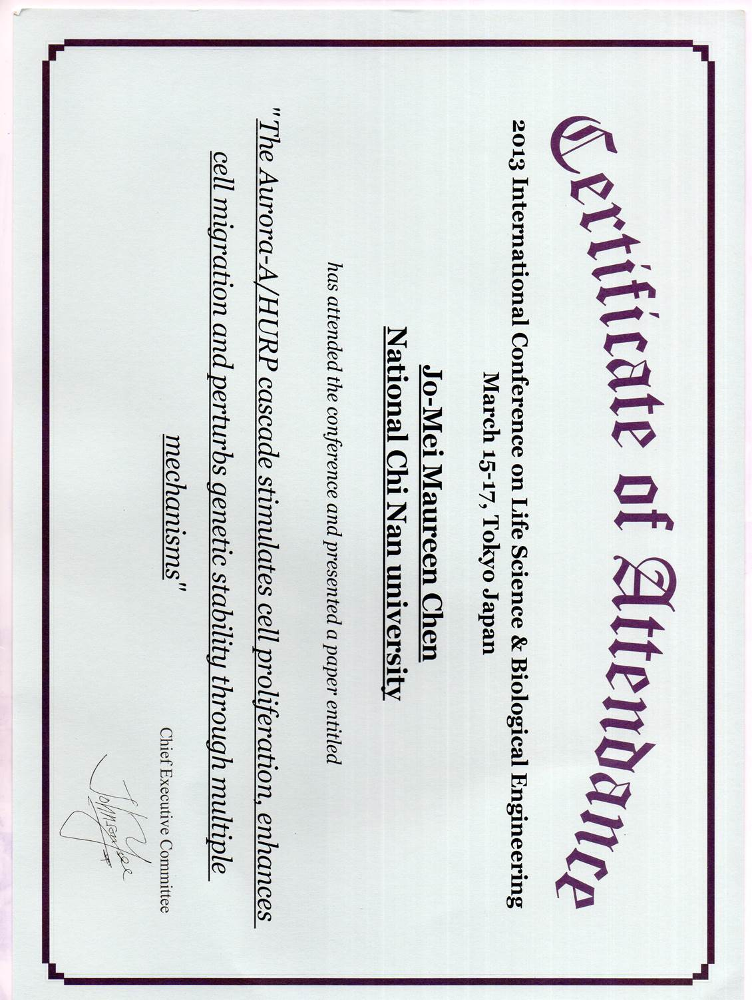 Certificate of Attendance
2013 International Conference on Life Science & Biological Engineering
March 15-17, Tokyo Japan
Jo-Mei Maureen Chen
National Chi Nan university
has attended the conference and presented a paper entitled
"The Aurora-A/HURP cascade stimulates cell proliferation, enhances
cell migration and perturbs genetic stability through multiple
mechanisms"
Chief Executive Committee
Johnson